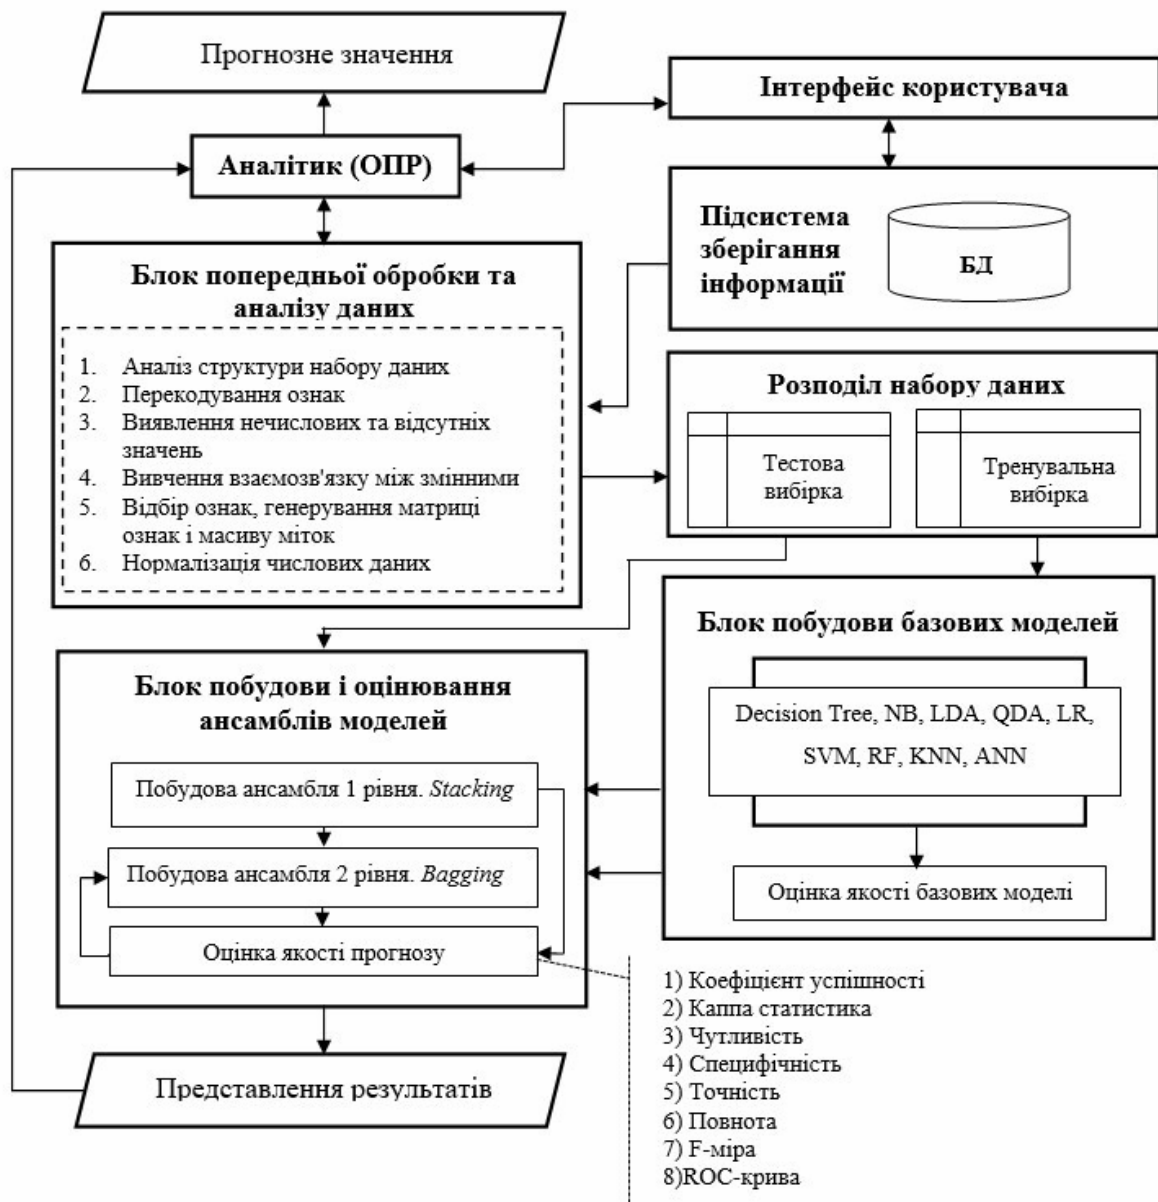 Прогнозне значення
Інтерфейс користувача
Аналітик (ОПР)
Підсистема
зберігання
інформації
БД
Блок попередньої обробки та
аналізу даних
1. Аналіз структури набору даних
2. Перекодування ознак
3. Виявлення нечислових та відсутніх
значень
4. Вивчення взаємозв'язку між змінними
5. Відбір ознак, генерування матриці
ознак і масиву міток
6. Нормалізація числових даних
Розподіл набору даних
Тестова
вибірка
Тренувальна
вибірка
Блок побудови базових моделей
Decision Tree, NB, LDA, QDA, LR,
SVM, RF, KNN, ANN
Оцінка якості базових моделі
Блок побудови і оцінювання
ансамблів моделей
Побудова ансамбля 1 рівня. Stacking
Побудова ансамбля 2 рівня. Bagging
Оцінка якості прогнозу
1) Коефіцієнт успішності
2) Каппа статистика
3) Чутливість
4) Специфічність
5) Точність
6) Повнота
7) F-міра
8)ROC-крива
Представлення результатів